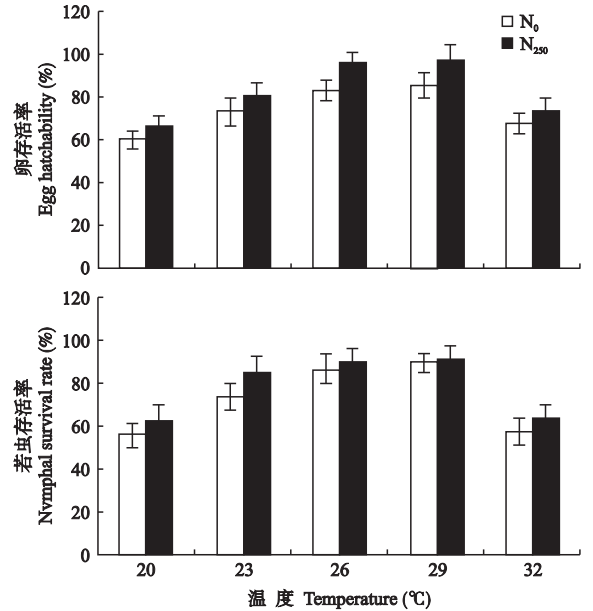 120
100
80
60
40
20
0
卵存活率
Egg hatchability (%)
N0
N250
120
100
80
60
40
20
0
若虫存活率
Nvmphal survival rate (%)
20 23 26 29 32
温 度 Temperature (℃)